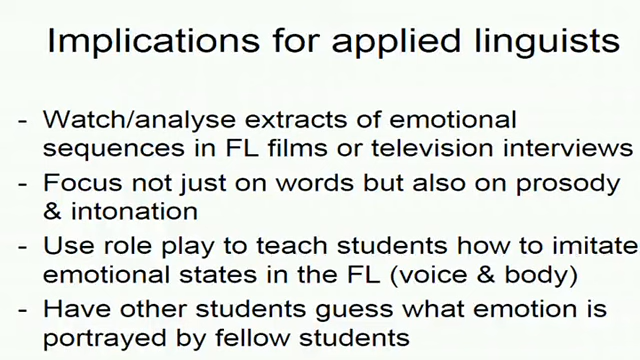 Implications for applied linguists
- Watch/analyse extracts of emotional
sequences in FL films or television interviews
- Focus not just on words but also on prosody
& intonation
- Use role play to teach students how to imitate
emotional states in the FL (voice & body)
- Have other students guess what emotion is
portrayed by fellow students